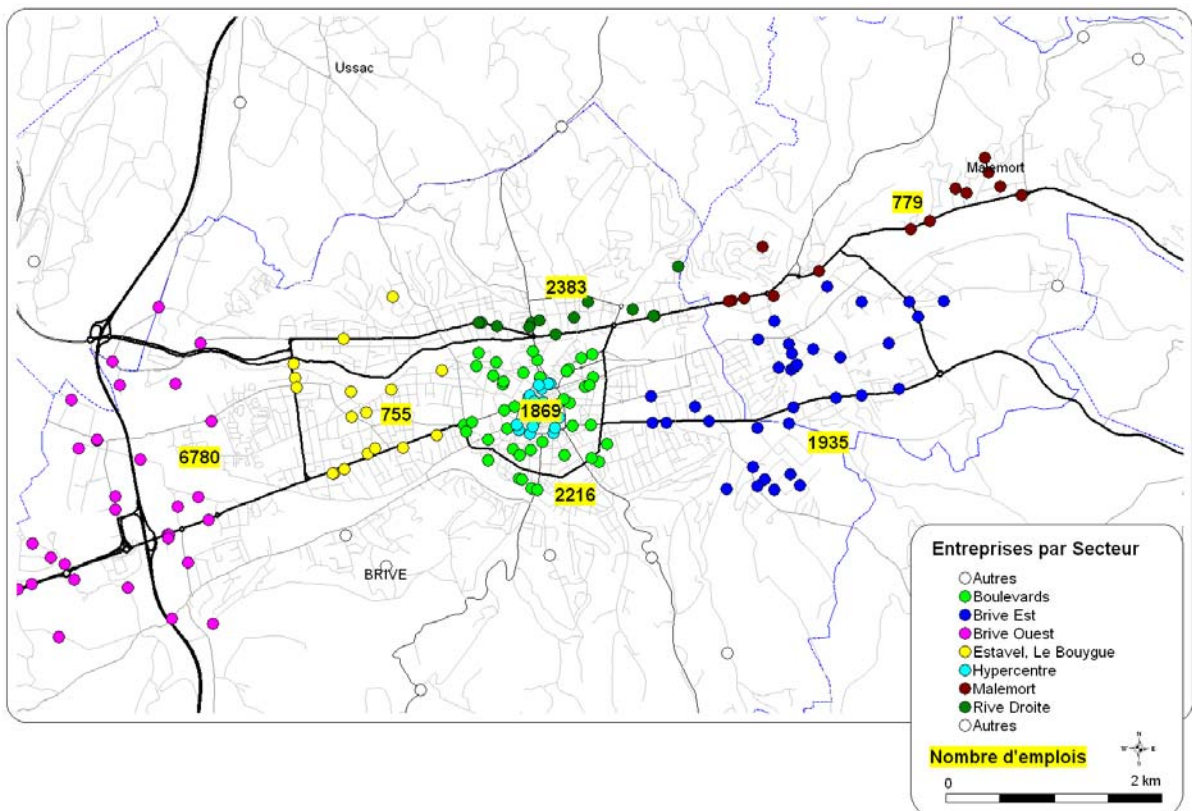 Ussac
Malemort
779
2383
755
1869
6780
1935
2216
BRIVE
Entreprises par Secteur
Autres
Boulevards
Brive Est
Brive Ouest
Estavel, Le Bouygue
Hypercentre
Malemort
Rive Droite
Autres
Nombre d'emplois
N
W E
S
0 2 km